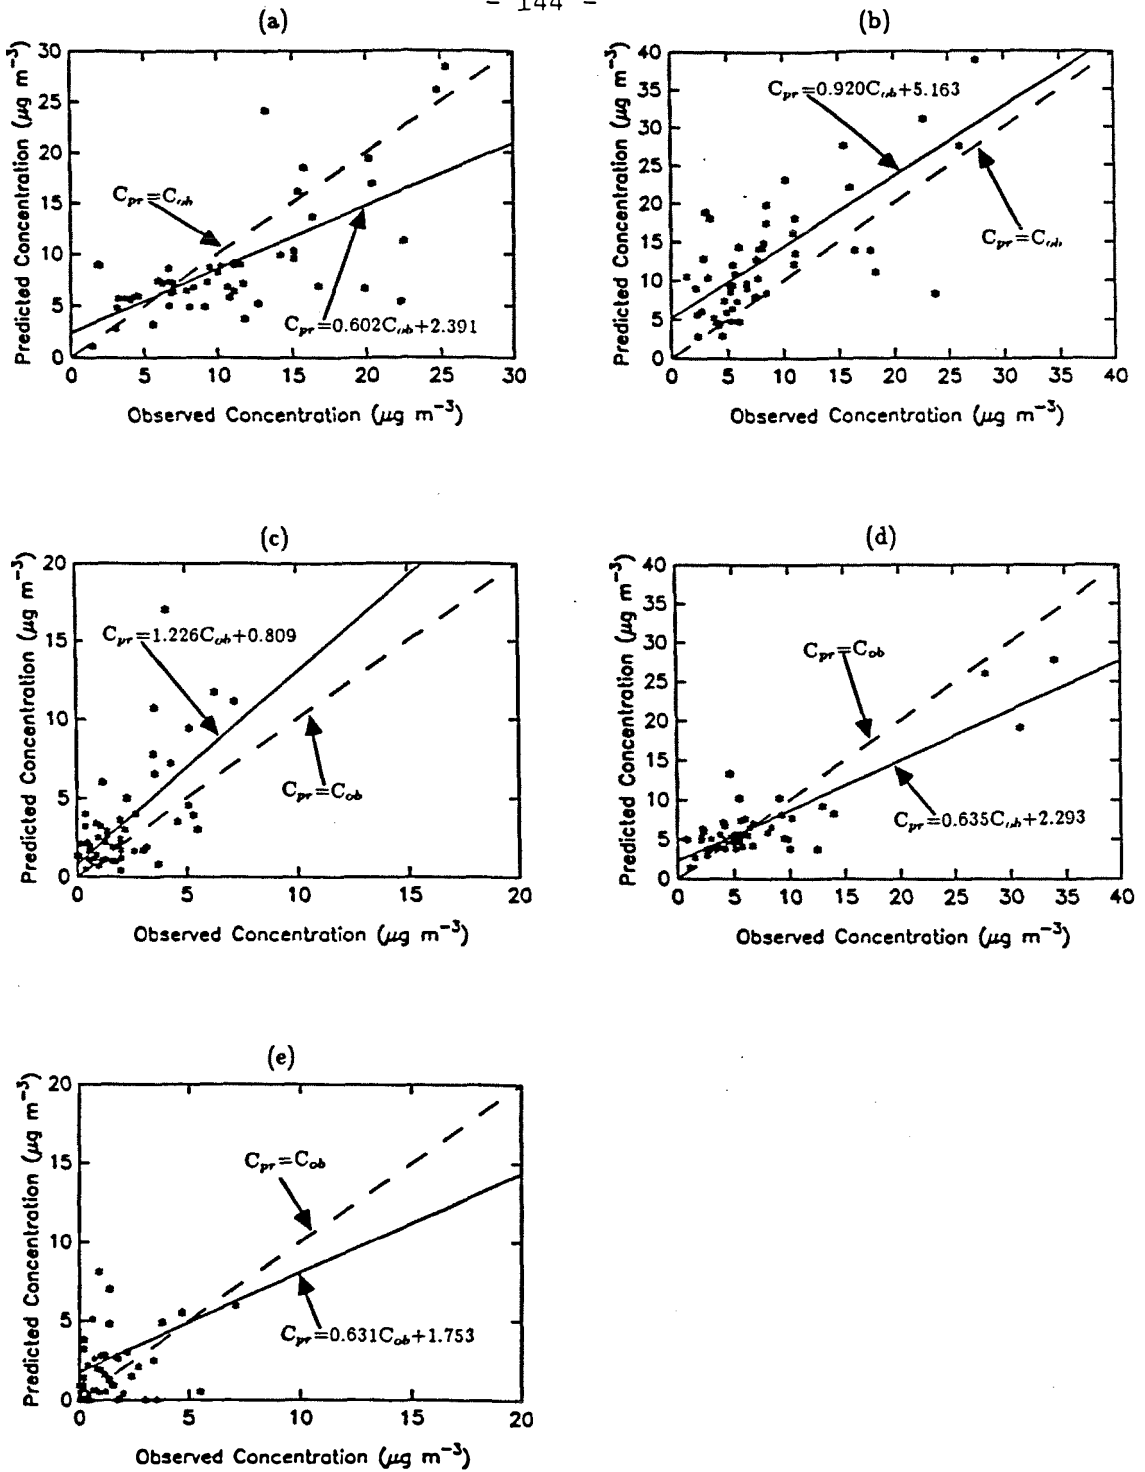 - 144 -
(a)
30
25
20
15
10
5
0
Predicted Concentration (μg m⁻³)
C_pr=C_ob
C_pr=0.602C_ob+2.391
0 5 10 15 20 25 30
Observed Concentration (μg m⁻³)
(b)
40
35
30
25
20
15
10
5
0
Predicted Concentration (μg m⁻³)
C_pr=0.920C_ob+5.163
C_pr=C_ob
0 5 10 15 20 25 30 35 40
Observed Concentration (μg m⁻³)
(c)
20
15
10
5
0
Predicted Concentration (μg m⁻³)
C_pr=1.226C_ob+0.809
C_pr=C_ob
0 5 10 15 20
Observed Concentration (μg m⁻³)
(d)
40
35
30
25
20
15
10
5
0
Predicted Concentration (μg m⁻³)
C_pr=C_ob
C_pr=0.635C_ob+2.293
0 5 10 15 20 25 30 35 40
Observed Concentration (μg m⁻³)
(e)
20
15
10
5
0
Predicted Concentration (μg m⁻³)
C_pr=C_ob
C_pr=0.631C_ob+1.753
0 5 10 15 20
Observed Concentration (μg m⁻³)